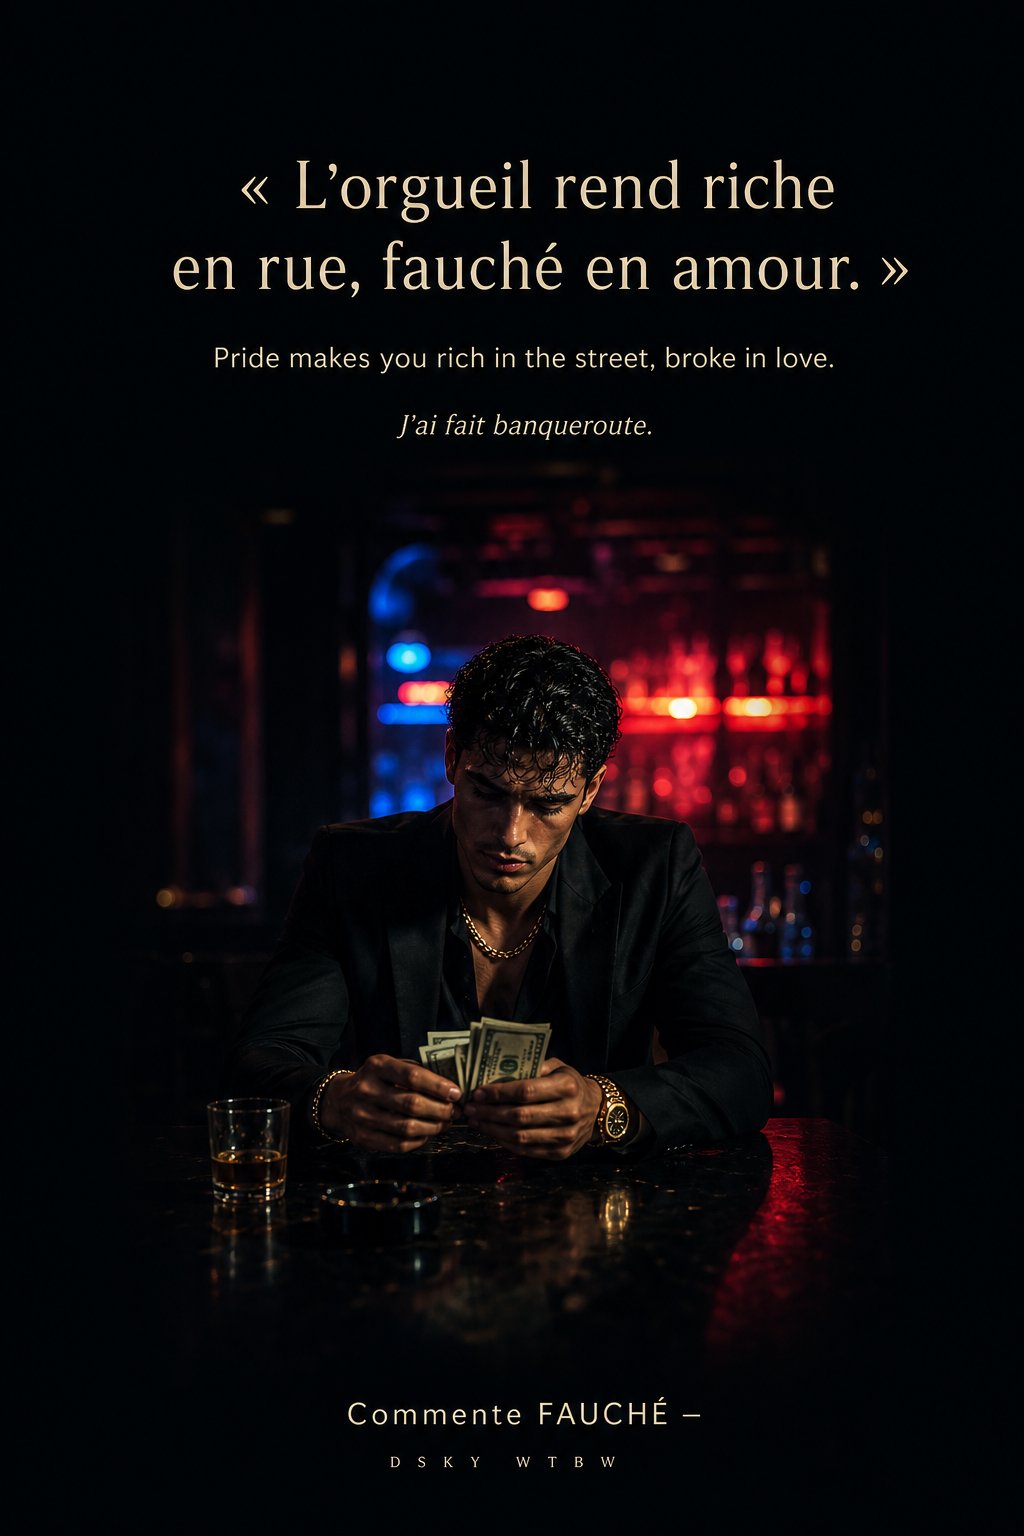 « L’orgueil rend riche
en rue, fauché en amour. »
Pride makes you rich in the street, broke in love.
J’ai fait banqueroute.
Commente FAUCHÉ –
DSKY WTBW